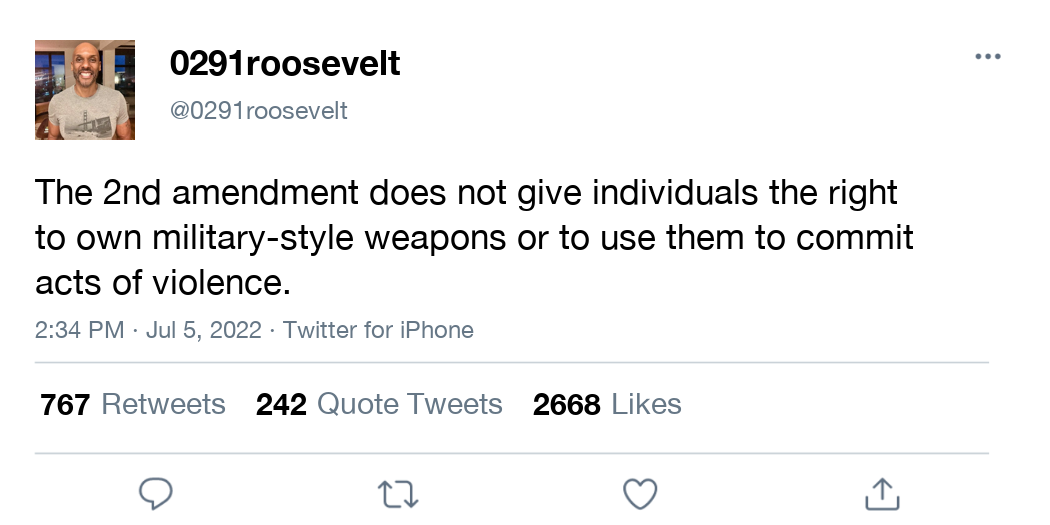 0291roosevelt
@0291roosevelt
The 2nd amendment does not give individuals the right
to own military-style weapons or to use them to commit
acts of violence.
2:34 PM · Jul 5, 2022 · Twitter for iPhone
767 Retweets 242 Quote Tweets 2668 Likes